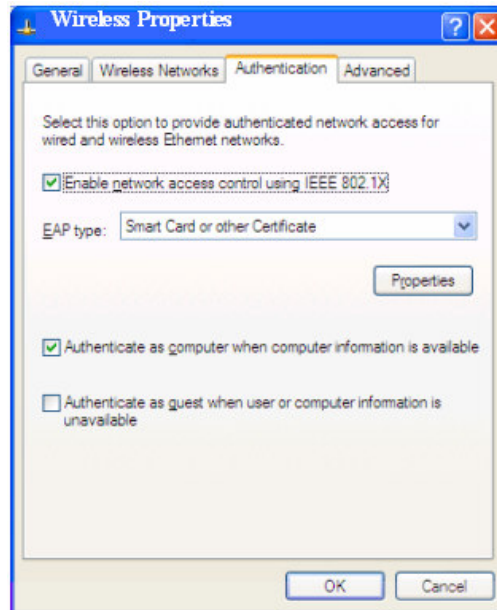 Wireless Properties
General Wireless Networks Authentication Advanced
Select this option to provide authenticated network access for
wired and wireless Ethernet networks.
Enable network access control using IEEE 802.1X
EAP type: Smart Card or other Certificate
Properties
Authenticate as computer when computer information is available
Authenticate as guest when user or computer information is
unavailable
OK Cancel